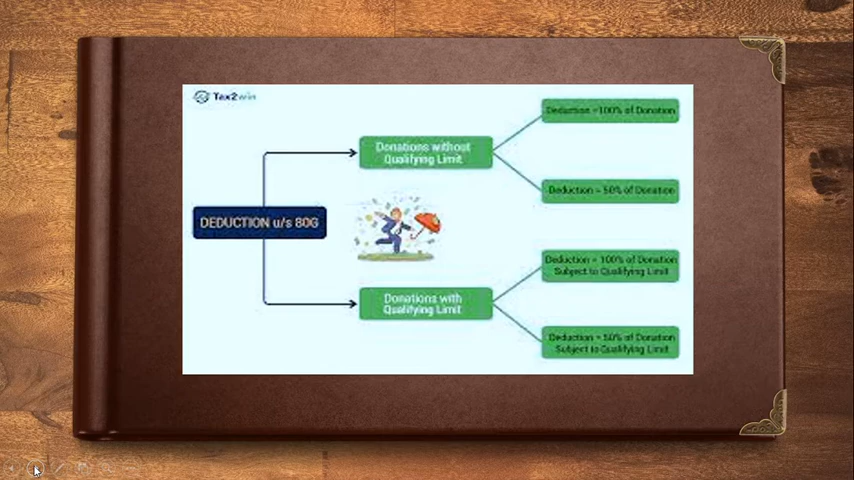 Tax2win
Deduction =100% of Donation
Donations without
Qualifying Limit
Deduction = 50% of Donation
DEDUCTION u/s 80G
Deduction = 100% of Donation
Subject to Qualifying Limit
Donations with
Qualifying Limit
Deduction = 50% of Donation
Subject to Qualifying Limit